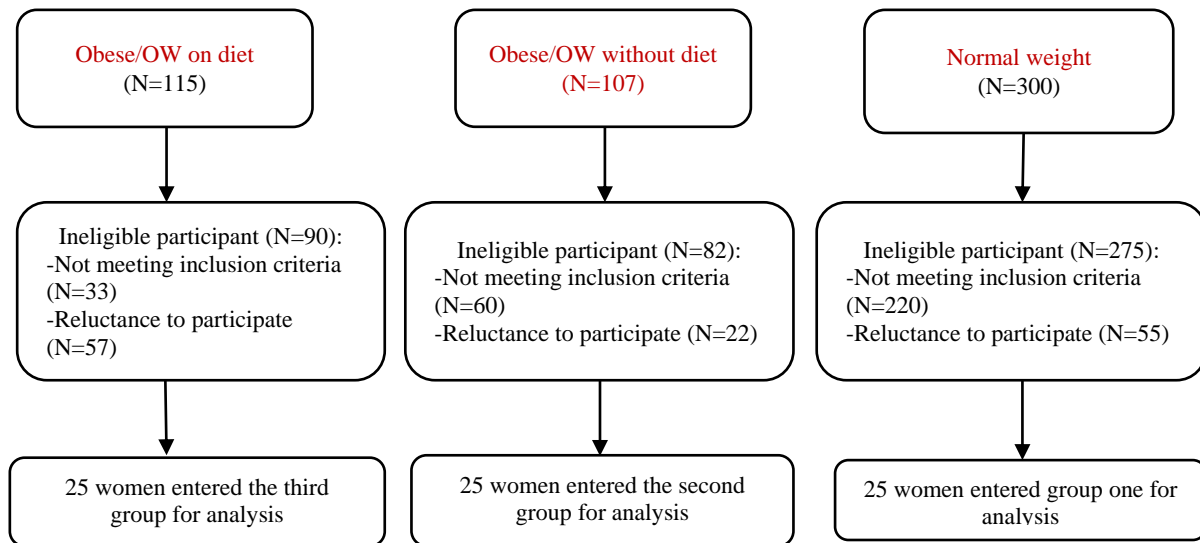 Obese/OW on diet
(N=115)
Obese/OW without diet
(N=107)
Normal weight
(N=300)
Ineligible participant (N=90):
-Not meeting inclusion criteria
(N=33)
-Reluctance to participate
(N=57)
Ineligible participant (N=82):
-Not meeting inclusion criteria
(N=60)
-Reluctance to participate (N=22)
Ineligible participant (N=275):
-Not meeting inclusion criteria
(N=220)
-Reluctance to participate (N=55)
25 women entered the third
group for analysis
25 women entered the second
group for analysis
25 women entered group one for
analysis